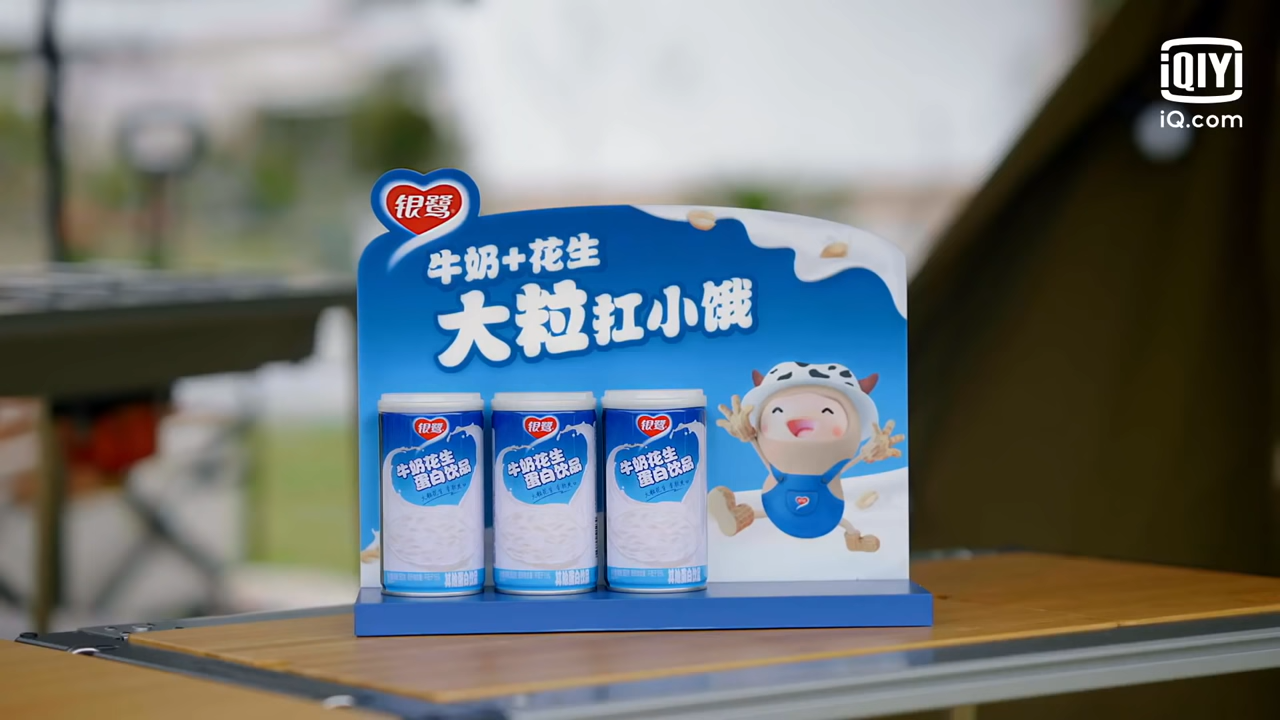 iQIYI
iQ.com
银鹭
牛奶+花生
大粒扛小饿
银鹭
牛奶花生
蛋白饮品
银鹭
牛奶花生
蛋白饮品
银鹭
牛奶花生
蛋白饮品